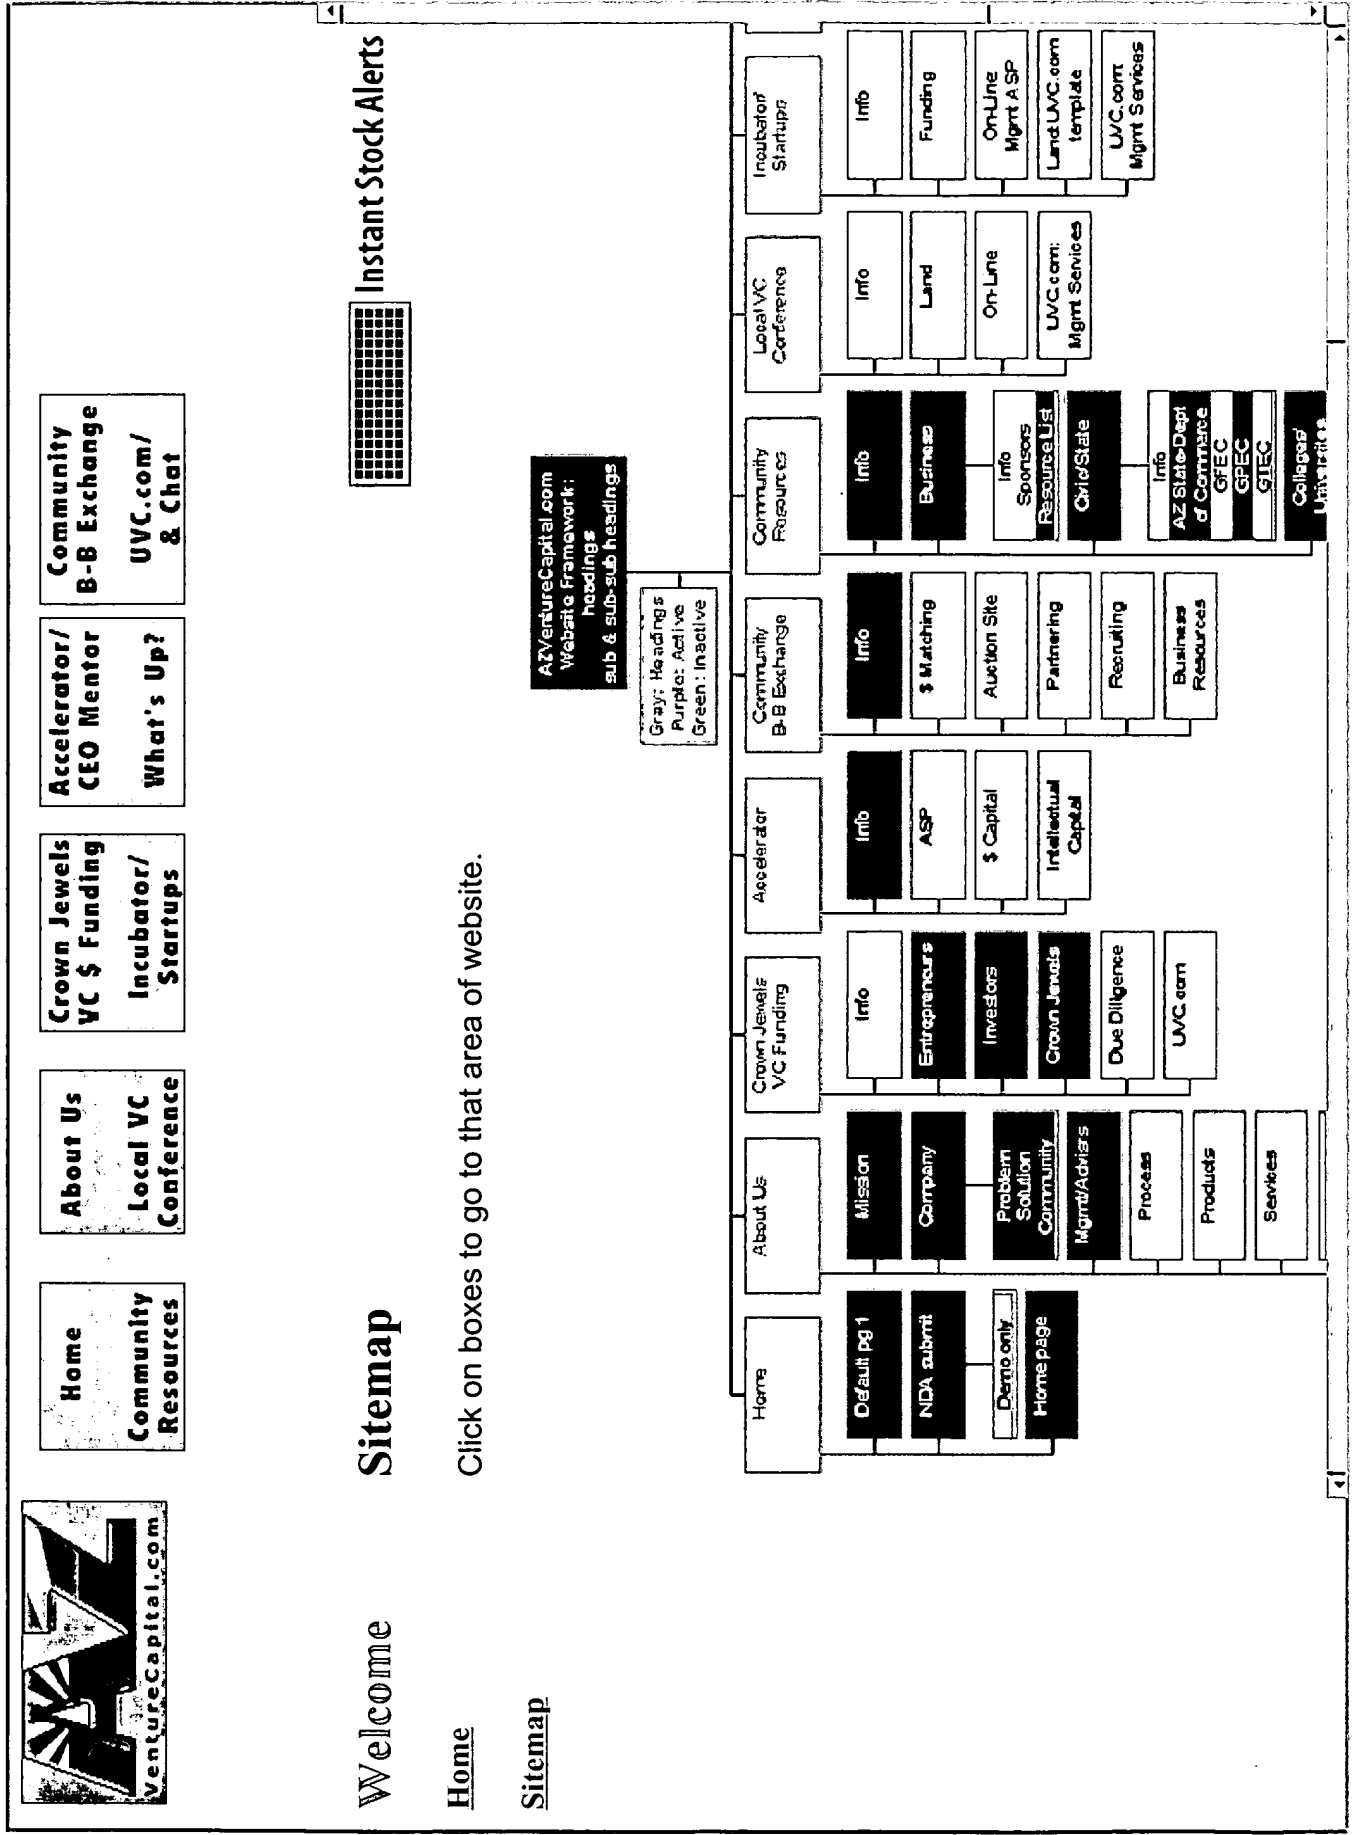 VentureCapital.com
Home
Community
Resources
About Us
Local VC
Conference
Crown Jewels
VC $ Funding
Incubator/
Startups
Accelerator/
CEO Mentor
What's Up?
Community
B-B Exchange
UVC.com/
& Chat
Welcome
Home
Sitemap
Sitemap
Instant Stock Alerts
Click on boxes to go to that area of website.
AZVentureCapital.com
Website Framework:
headings
sub & sub-sub headings
Gray: Headings
Purple: Active
Green: Inactive
Home
Default pg 1
NDA submit
Demo only
Home page
About Us
Mission
Company
Problem
Solution
Community
Mgmt/Advisrs
Process
Products
Services
Crown Jewels
VC Funding
Info
Entrepreneurs
Investors
Crown Jewels
Due Diligence
UVC.com
Accelerator
Info
ASP
$ Capital
Intellectual
Capital
Community
B-B Exchange
Info
$ Matching
Auction Site
Partnering
Recruiting
Business
Resources
Community
Resources
Info
Business
Info
Sponsors
Resource List
Civic/State
Info
AZ State-Dept
of Commerce
GFEC
GPEC
GTEC
Colleges/
Universities
Local VC
Conference
Info
Land
On-Line
UVC.com:
Mgmt Services
Incubator/
Startups
Info
Funding
On-Line
Mgmt ASP
Land:UVC.com
template
UVC.com
Mgmt Services